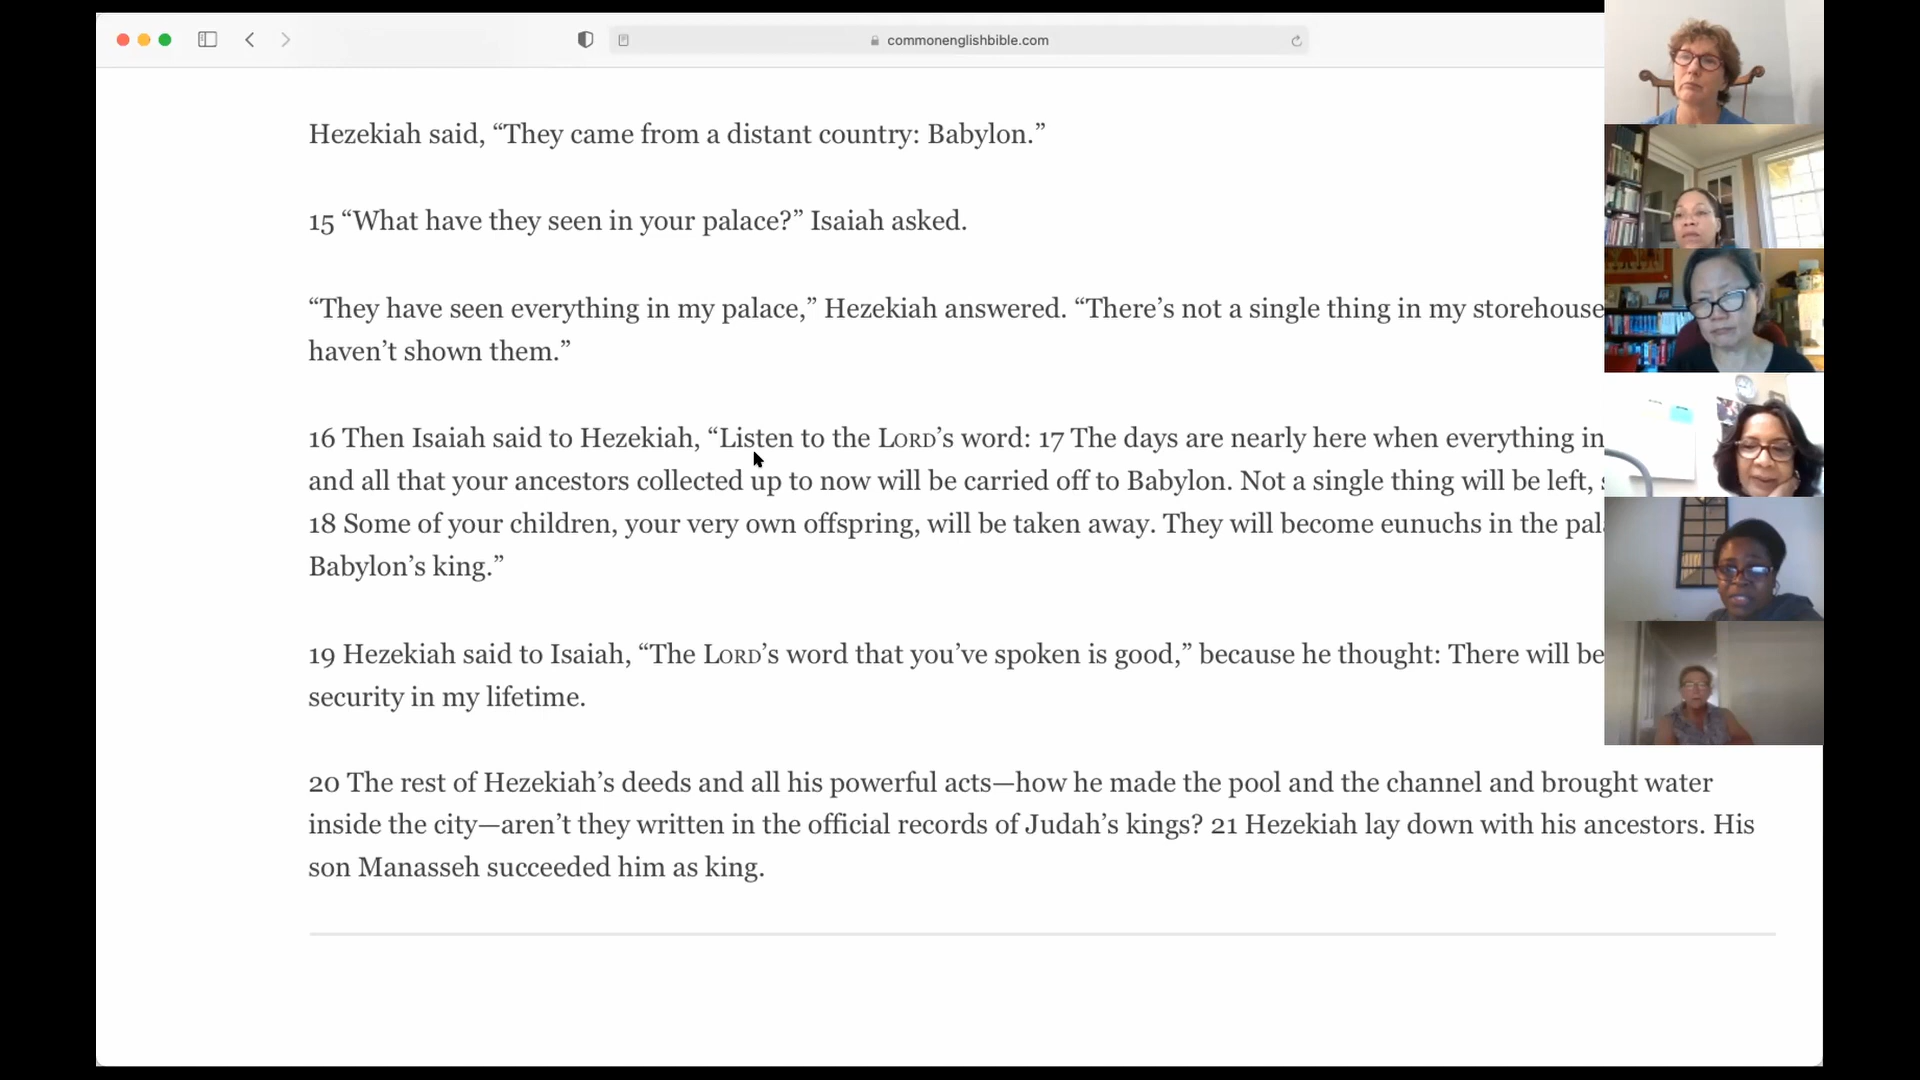 commonenglishbible.com
Hezekiah said, “They came from a distant country: Babylon.”
15 “What have they seen in your palace?” Isaiah asked.
“They have seen everything in my palace,” Hezekiah answered. “There’s not a single thing in my storehouse
haven’t shown them.”
16 Then Isaiah said to Hezekiah, “Listen to the LORD’s word: 17 The days are nearly here when everything in
and all that your ancestors collected up to now will be carried off to Babylon. Not a single thing will be left,
18 Some of your children, your very own offspring, will be taken away. They will become eunuchs in the
Babylon’s king.”
19 Hezekiah said to Isaiah, “The LORD’s word that you’ve spoken is good,” because he thought: There will be
security in my lifetime.
20 The rest of Hezekiah’s deeds and all his powerful acts—how he made the pool and the channel and brought water
inside the city—aren’t they written in the official records of Judah’s kings? 21 Hezekiah lay down with his ancestors. His
son Manasseh succeeded him as king.